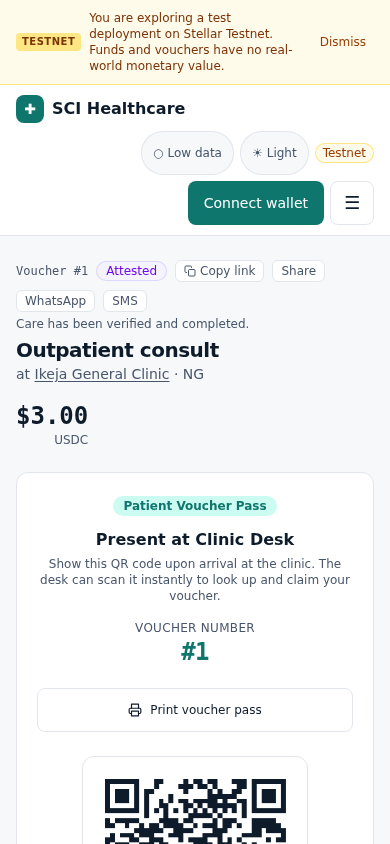 TESTNET
You are exploring a test
deployment on Stellar Testnet.
Funds and vouchers have no real-
world monetary value.
Dismiss
SCI Healthcare
Low data
Light
Testnet
Connect wallet
Voucher #1
Attested
Copy link
Share
WhatsApp
SMS
Care has been verified and completed.
Outpatient consult
at Ikeja General Clinic · NG
$3.00
USDC
Patient Voucher Pass
Present at Clinic Desk
Show this QR code upon arrival at the clinic. The
desk can scan it instantly to look up and claim your
voucher.
VOUCHER NUMBER
#1
Print voucher pass